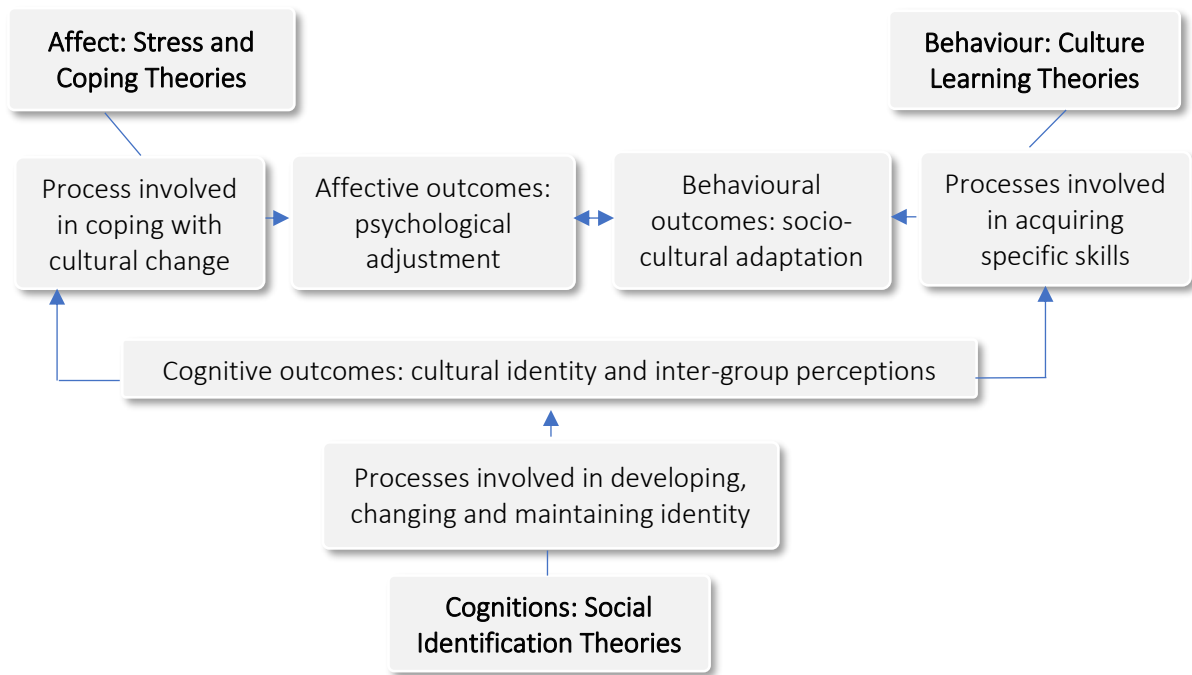 Affect: Stress and
Coping Theories
Behaviour: Culture
Learning Theories
Process involved
in coping with
cultural change
Affective outcomes:
psychological
adjustment
Behavioural
outcomes: socio-
cultural adaptation
Processes involved
in acquiring
specific skills
Cognitive outcomes: cultural identity and inter-group perceptions
Processes involved in developing,
changing and maintaining identity
Cognitions: Social
Identification Theories